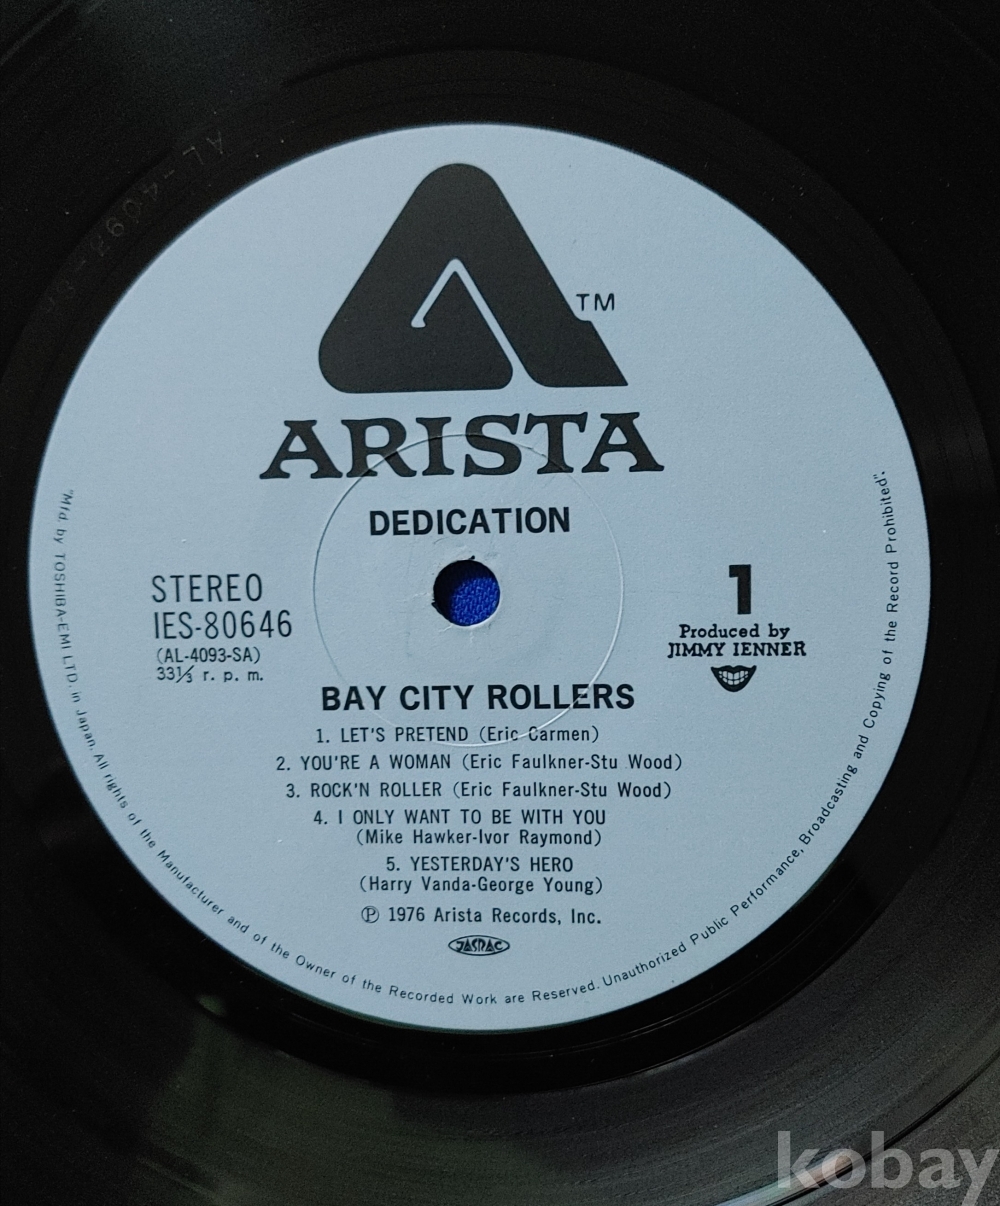 AL-4093-
TM
ARISTA
DEDICATION
STEREO
IES-80646
(AL-4093-SA)
33⅓ r. p. m.
1
Produced by
JIMMY IENNER
BAY CITY ROLLERS
1. LET'S PRETEND (Eric Carmen)
2. YOU'RE A WOMAN (Eric Faulkner-Stu Wood)
3. ROCK'N ROLLER (Eric Faulkner-Stu Wood)
4. I ONLY WANT TO BE WITH YOU
(Mike Hawker-Ivor Raymond)
5. YESTERDAY'S HERO
(Harry Vanda-George Young)
Ⓟ 1976 Arista Records, Inc.
JASRAC
"Mfd. by TOSHIBA-EMI LTD. in Japan. All rights of the Manufacturer and of the Owner of the Recorded Work are Reserved. Unauthorized Public Performance, Broadcasting and Copying of the Record Prohibited".
kobay